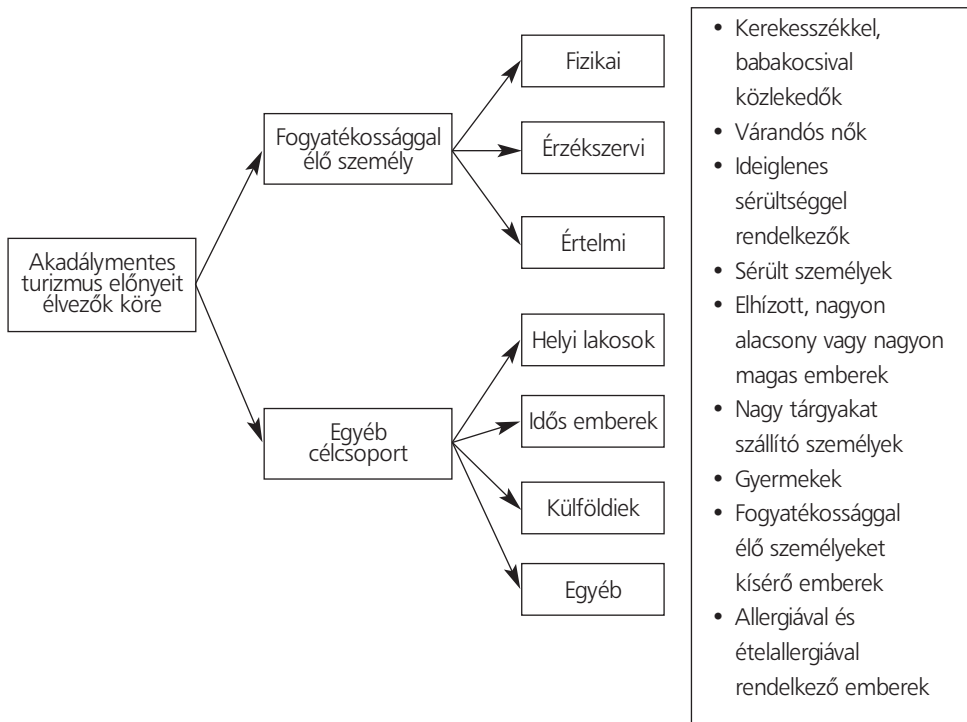 Akadálymentes
turizmus előnyeit
élvezők köre
Fogyatékossággal
élő személy
Fizikai
Érzékszervi
Értelmi
Egyéb
célcsoport
Helyi lakosok
Idős emberek
Külföldiek
Egyéb
• Kerekesszékkel,
babakocsival
közlekedők
• Várandós nők
• Ideiglenes
sérültséggel
rendelkezők
• Sérült személyek
• Elhízott, nagyon
alacsony vagy nagyon
magas emberek
• Nagy tárgyakat
szállító személyek
• Gyermekek
• Fogyatékossággal
élő személyeket
kísérő emberek
• Allergiával és
ételallergiával
rendelkező emberek